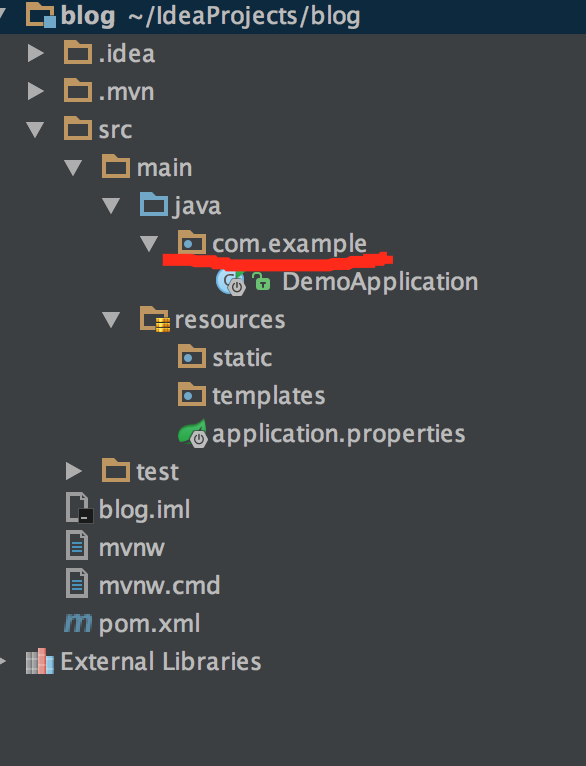 blog ~/IdeaProjects/blog
.idea
.mvn
src
main
java
com.example
DemoApplication
resources
static
templates
application.properties
test
blog.iml
mvnw
mvnw.cmd
m pom.xml
External Libraries